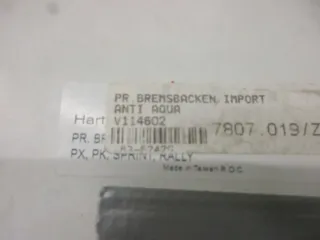 PR.BREMSBACKEN IMPORT
ANTI AQUA
V114602
7807.019/Z
Hart
PR. BR
PX, PK, SPRINT, RALLY
Made in Taiwan R.O.C.